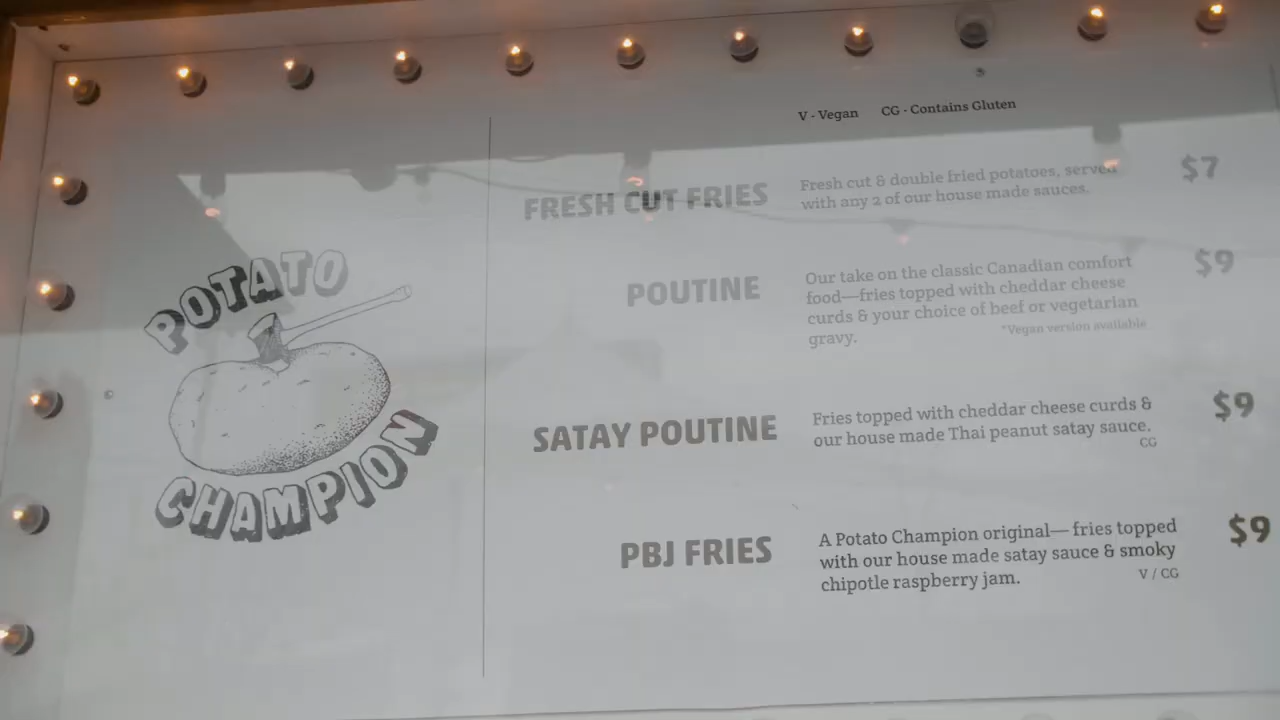 V - Vegan CG - Contains Gluten
POTATO
CHAMPION
FRESH CUT FRIES
Fresh cut & double fried potatoes, served
with any 2 of our house made sauces.
$7
POUTINE
Our take on the classic Canadian comfort
food—fries topped with cheddar cheese
curds & your choice of beef or vegetarian
gravy.
*Vegan version available
$9
SATAY POUTINE
Fries topped with cheddar cheese curds &
our house made Thai peanut satay sauce.
CG
$9
PBJ FRIES
A Potato Champion original— fries topped
with our house made satay sauce & smoky
chipotle raspberry jam.
V / CG
$9